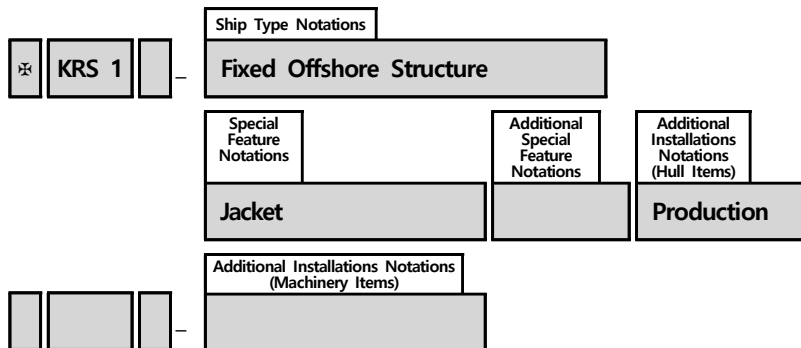 Ship Type Notations
✠ KRS 1 – Fixed Offshore Structure
Special
Feature
Notations
Additional
Special
Feature
Notations
Additional
Installations
Notations
(Hull Items)
Jacket
Production
Additional Installations Notations
(Machinery Items)
–